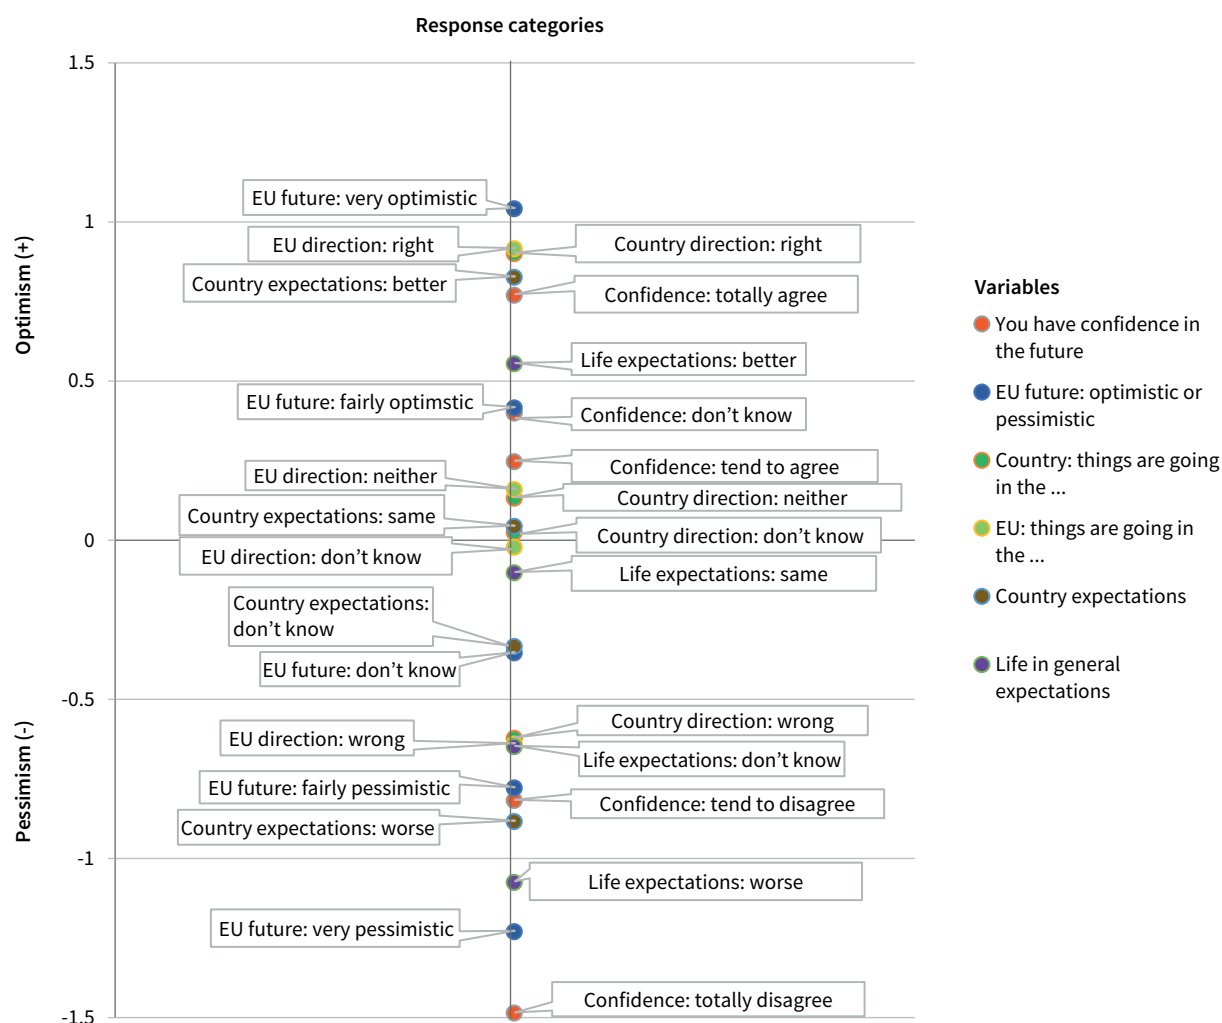 Response categories
1.5
EU future: very optimistic
1
EU direction: right
Country direction: right
Country expectations: better
Confidence: totally agree
Life expectations: better
0.5
EU future: fairly optimstic
Confidence: don’t know
Confidence: tend to agree
EU direction: neither
Country direction: neither
Country expectations: same
Country direction: don’t know
0
EU direction: don’t know
Life expectations: same
Country expectations:
don’t know
EU future: don’t know
-0.5
Country direction: wrong
EU direction: wrong
Life expectations: don’t know
EU future: fairly pessimistic
Confidence: tend to disagree
Country expectations: worse
-1
Life expectations: worse
EU future: very pessimistic
Confidence: totally disagree
-1.5
Optimism (+)
Pessimism (-)
Variables
You have confidence in
the future
EU future: optimistic or
pessimistic
Country: things are going
in the ...
EU: things are going in
the ...
Country expectations
Life in general
expectations